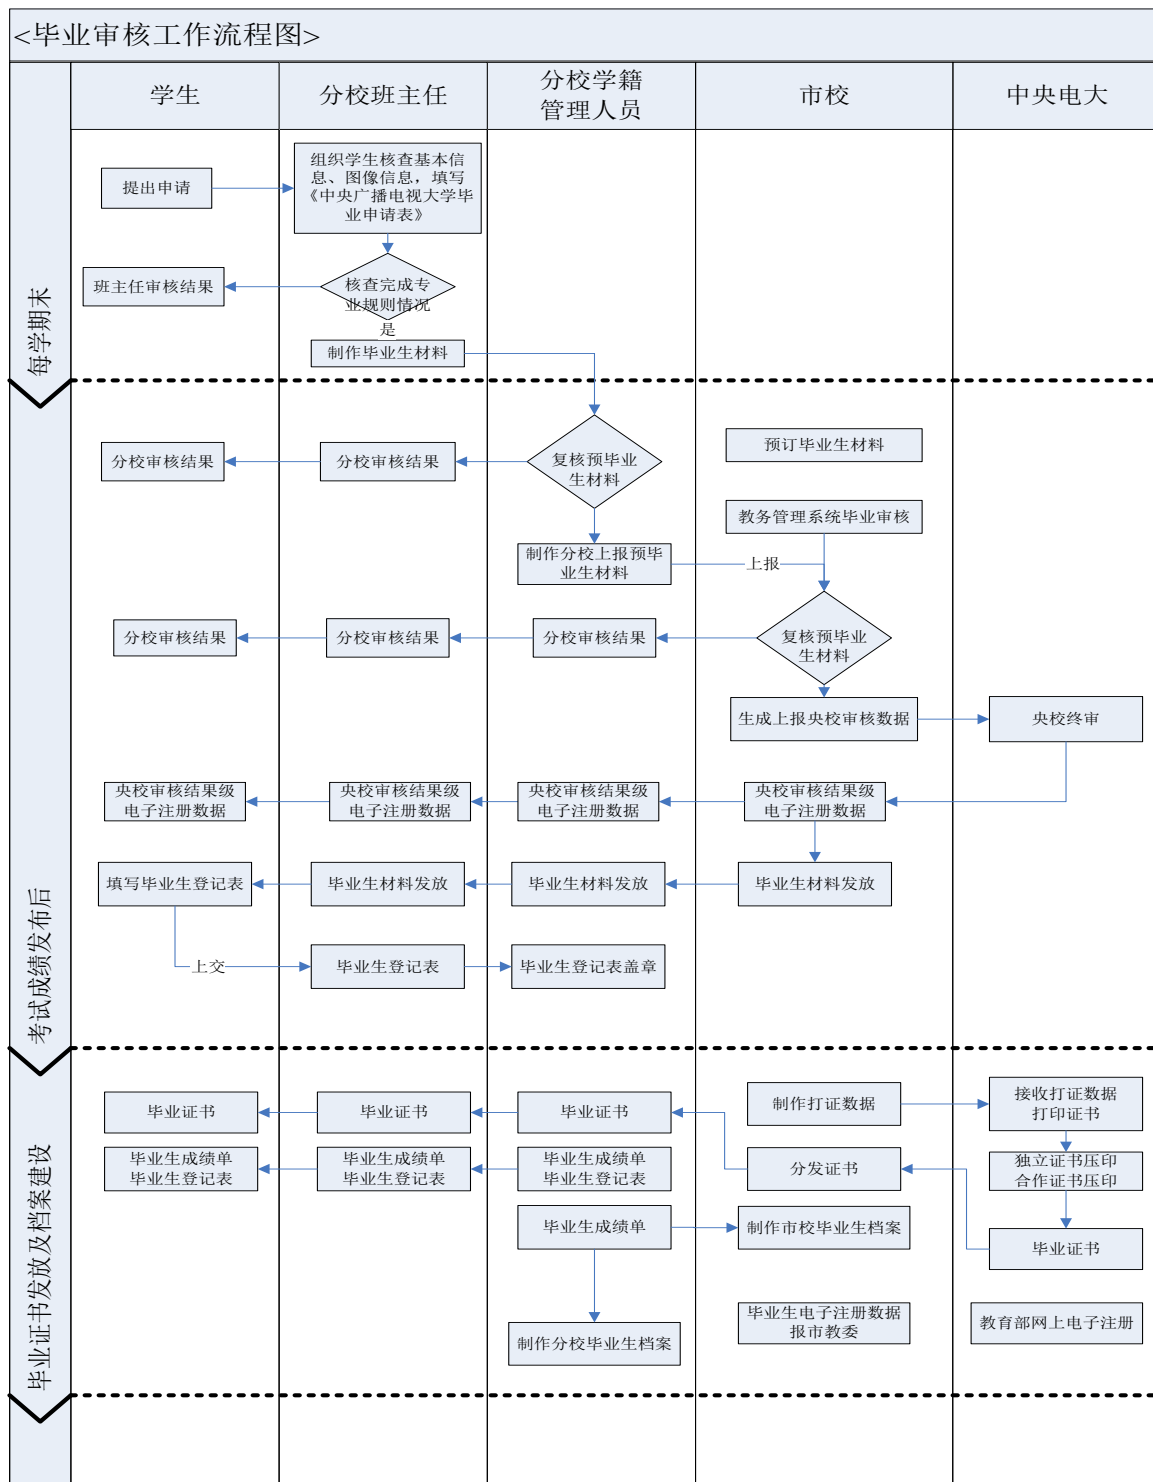 <毕业审核工作流程图>
学生
分校班主任
分校学籍
管理人员
市校
中央电大
每学期末
提出申请
组织学生核查基本信
息、图像信息，填写
《中央广播电视大学毕
业申请表》
班主任审核结果
核查完成专
业规则情况
是
制作毕业生材料
考试成绩发布后
分校审核结果
分校审核结果
复核预毕业
生材料
预订毕业生材料
教务管理系统毕业审核
制作分校上报预毕
业生材料
上报
分校审核结果
分校审核结果
分校审核结果
复核预毕业
生材料
生成上报央校审核数据
央校终审
央校审核结果级
电子注册数据
央校审核结果级
电子注册数据
央校审核结果级
电子注册数据
央校审核结果级
电子注册数据
填写毕业生登记表
毕业生材料发放
毕业生材料发放
毕业生材料发放
上交
毕业生登记表
毕业生登记表盖章
毕业证书发放及档案建设
毕业证书
毕业证书
毕业证书
制作打证数据
接收打证数据
打印证书
毕业生成绩单
毕业生登记表
毕业生成绩单
毕业生登记表
毕业生成绩单
毕业生登记表
分发证书
独立证书压印
合作证书压印
毕业生成绩单
制作市校毕业生档案
毕业证书
制作分校毕业生档案
毕业生电子注册数据
报市教委
教育部网上电子注册